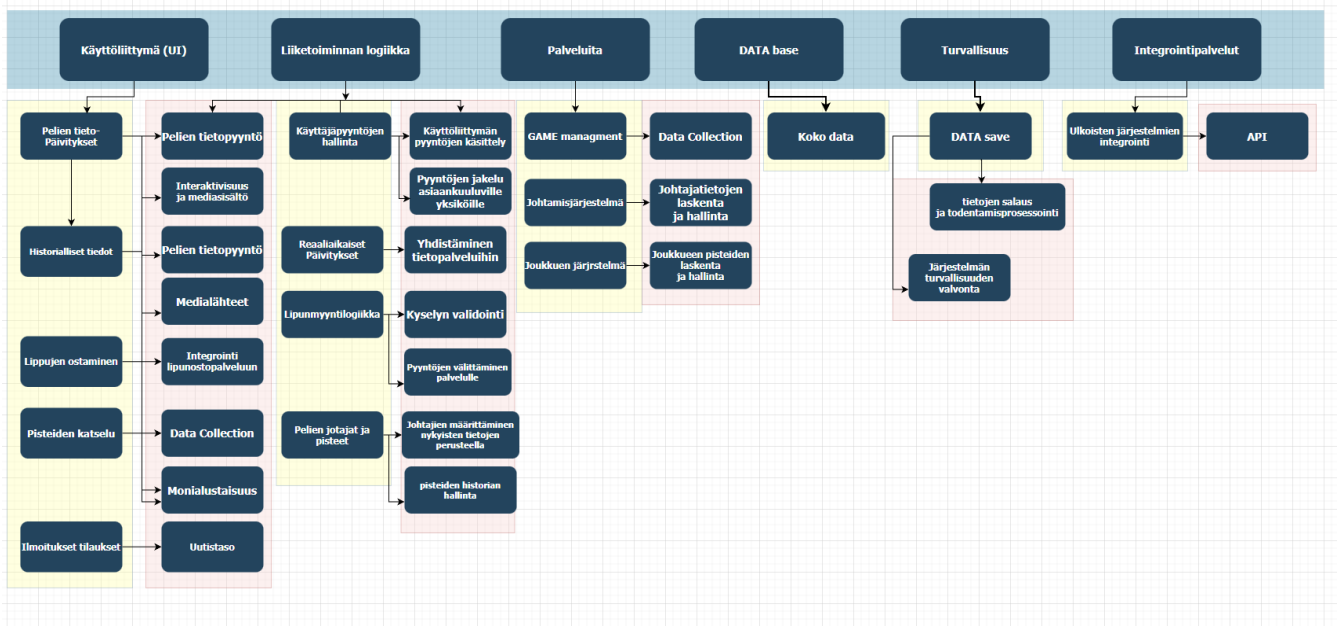 Käyttöliittymä (UI)
Liiketoiminnan logiikka
Palveluita
DATA base
Turvallisuus
Integrointipalvelut
Pelien tieto-
Päivitykset
Historialliset tiedot
Lippujen ostaminen
Pisteiden katselu
Ilmoitukset tilaukset
Pelien tietopyyntö
Interaktivisuus
ja mediasisältö
Pelien tietopyyntö
Medialähteet
Integrointi
lipunostopalveluun
Data Collection
Monialustaisuus
Uutistaso
Käyttäjäpyyntöjen
hallinta
Reaaliaikaiset
Päivitykset
Lipunmyyntilogiikka
Pelien jotajat ja
pisteet
Käyttöliittymän
pyyntöjen käsittely
Pyyntöjen jakelu
asiaankuuluville
yksiköille
Yhdistäminen
tietopalveluihin
Kyselyn validointi
Pyyntöjen välittäminen
palvelulle
Johtajien määrittäminen
nykyisten tietojen
perusteella
pisteiden historian
hallinta
GAME managment
Johtamisjärjestelmä
Joukkuen järjrstelmä
Data Collection
Johtajatietojen
laskenta
ja hallinta
Joukkueen pisteiden
laskenta
ja hallinta
Koko data
DATA save
tietojen salaus
ja todentamisprosessointi
Järjestelmän
turvallisuuden
valvonta
Ulkoisten järjestelmien
integrointi
API